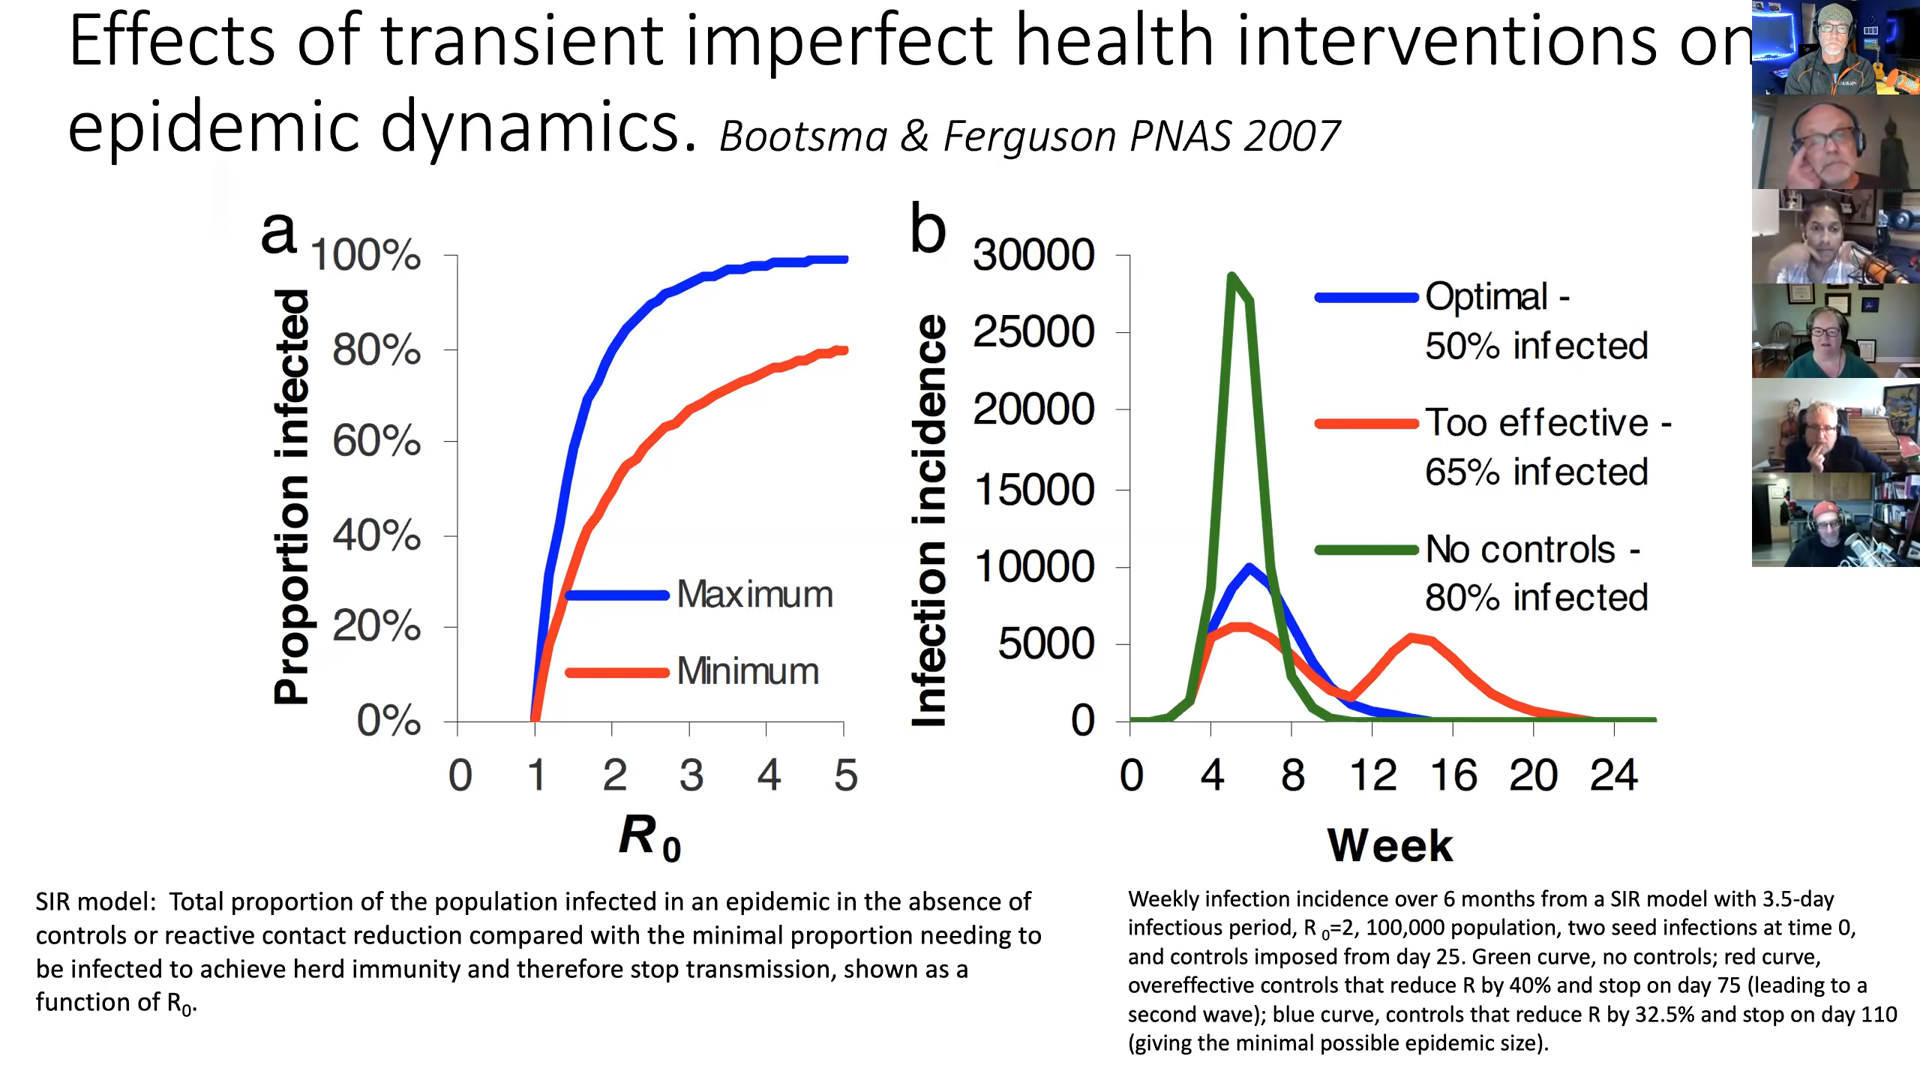 Effects of transient imperfect health interventions on
epidemic dynamics. Bootsma & Ferguson PNAS 2007
a
100%
80%
60%
40%
20%
0%
Proportion infected
Maximum
Minimum
0 1 2 3 4 5
R0
b
30000
25000
20000
15000
10000
5000
0
Infection incidence
Optimal -
50% infected
Too effective -
65% infected
No controls -
80% infected
0 4 8 12 16 20 24
Week
SIR model: Total proportion of the population infected in an epidemic in the absence of
controls or reactive contact reduction compared with the minimal proportion needing to
be infected to achieve herd immunity and therefore stop transmission, shown as a
function of R0.
Weekly infection incidence over 6 months from a SIR model with 3.5-day
infectious period, R 0=2, 100,000 population, two seed infections at time 0,
and controls imposed from day 25. Green curve, no controls; red curve,
overeffective controls that reduce R by 40% and stop on day 75 (leading to a
second wave); blue curve, controls that reduce R by 32.5% and stop on day 110
(giving the minimal possible epidemic size).